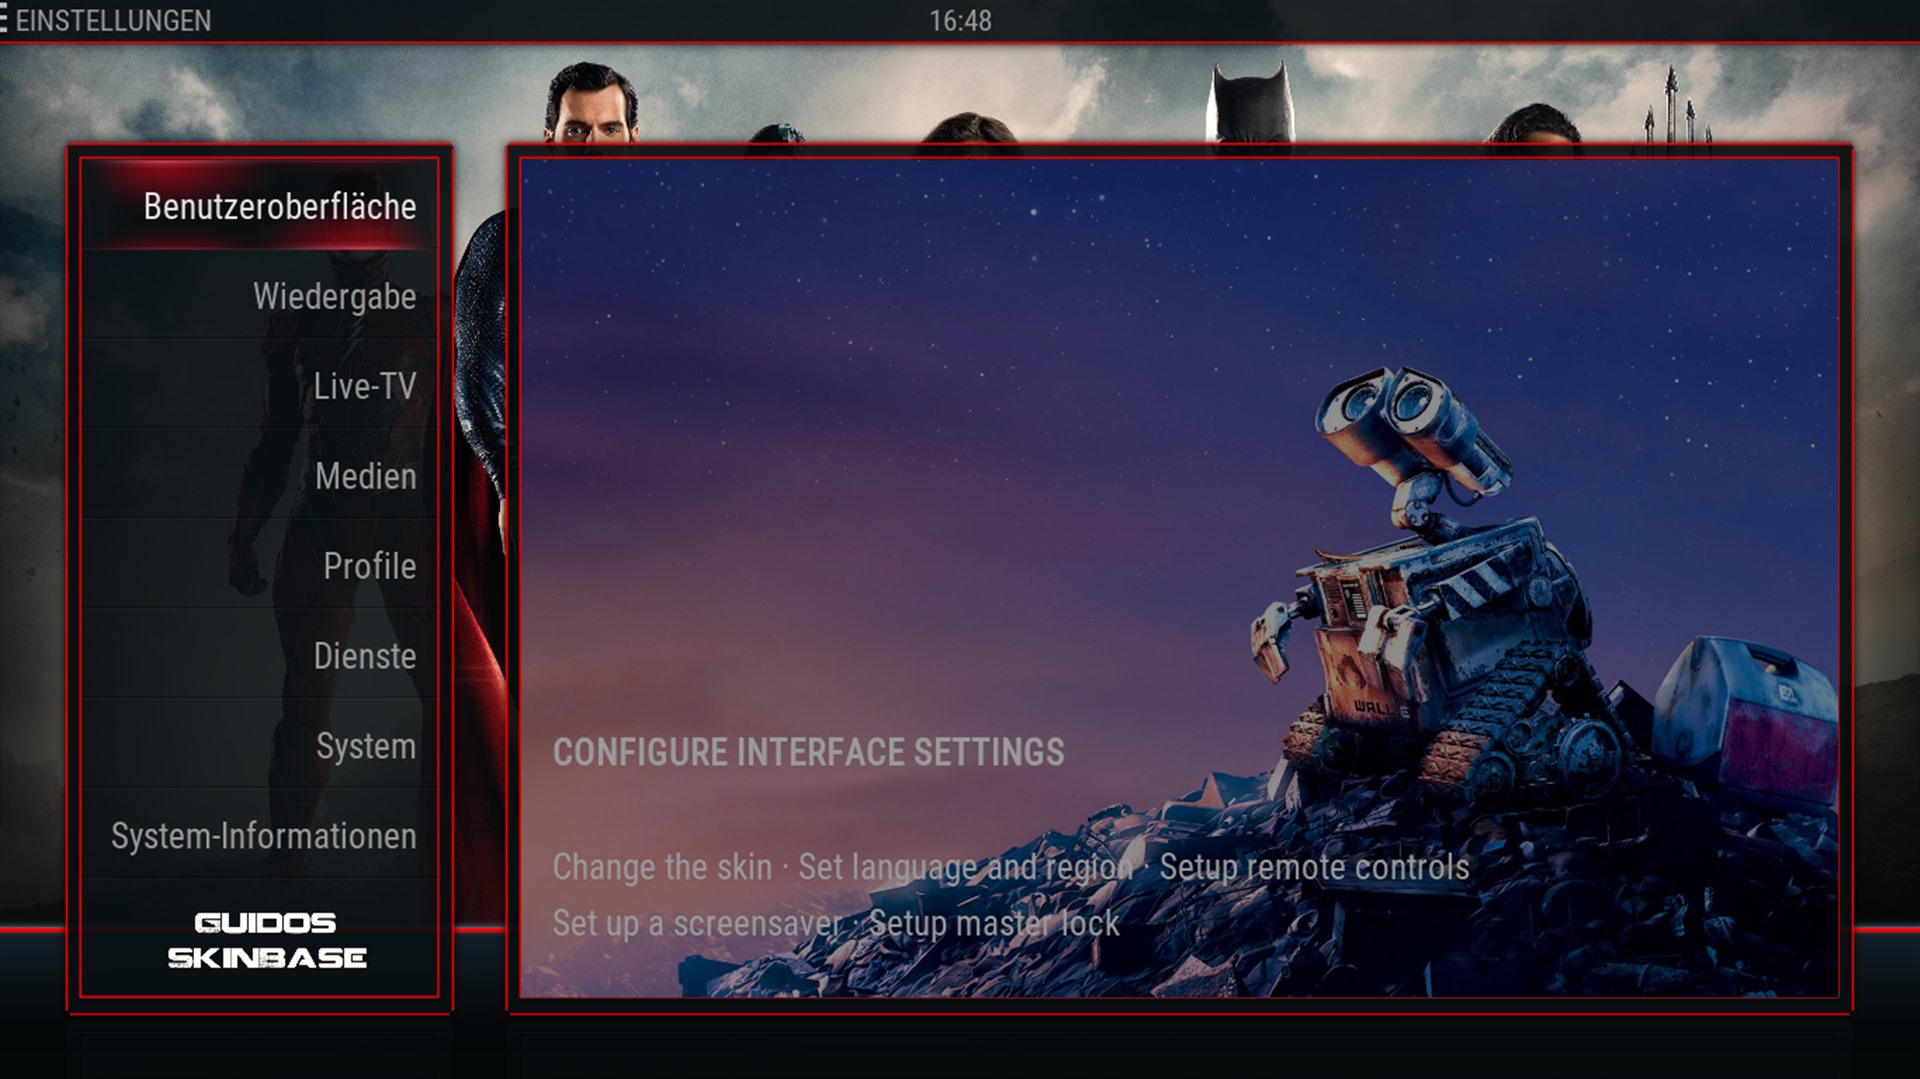 EINSTELLUNGEN
16:48
Benutzeroberfläche
Wiedergabe
Live-TV
Medien
Profile
Dienste
System
System-Informationen
GUIDOS
SKINBASE
WALL·E
CONFIGURE INTERFACE SETTINGS
Change the skin · Set language and region · Setup remote controls
Set up a screensaver · Setup master lock